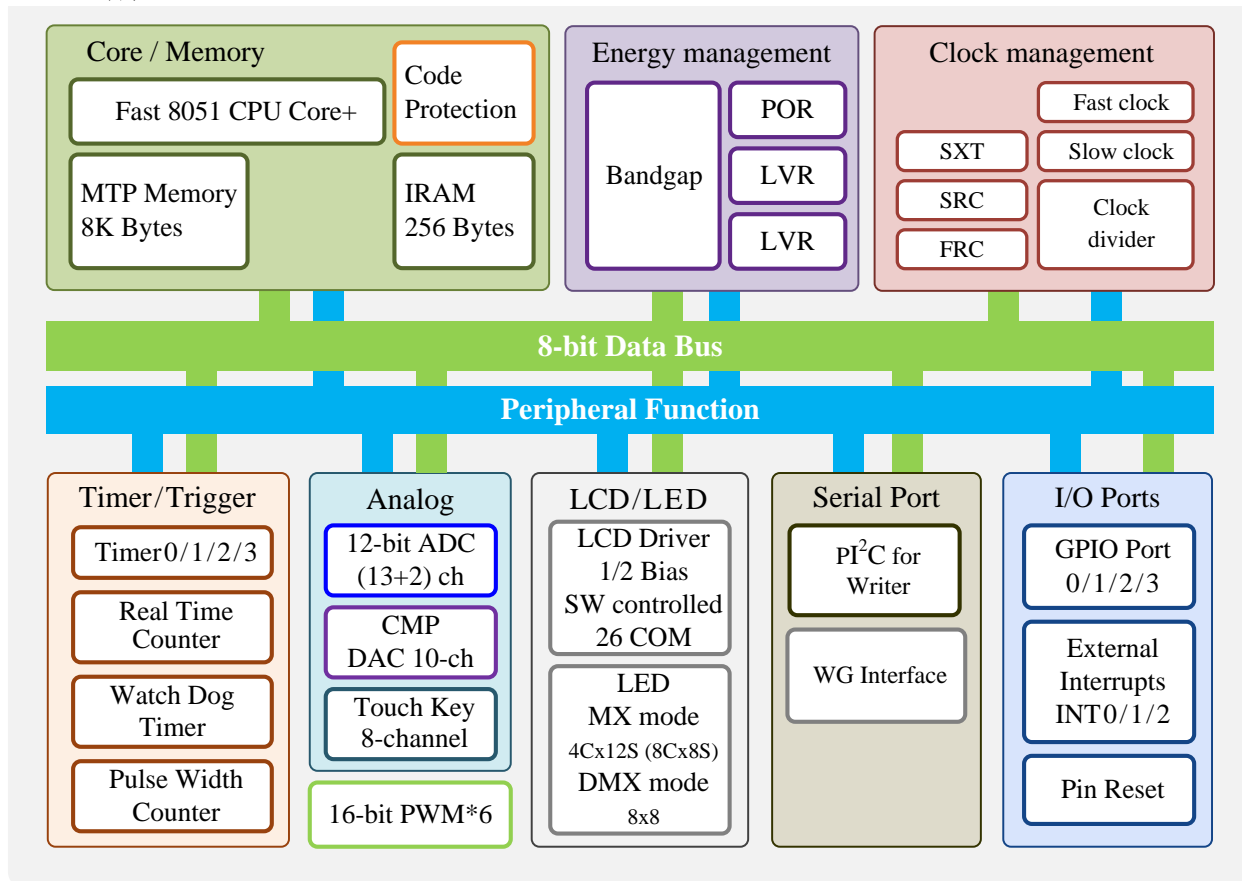 Core / Memory
Fast 8051 CPU Core+
Code
Protection
MTP Memory
8K Bytes
IRAM
256 Bytes
Energy management
Bandgap
POR
LVR
LVR
Clock management
Fast clock
SXT
Slow clock
SRC
FRC
Clock
divider
8-bit Data Bus
Peripheral Function
Timer/Trigger
Timer0/1/2/3
Real Time
Counter
Watch Dog
Timer
Pulse Width
Counter
Analog
12-bit ADC
(13+2) ch
CMP
DAC 10-ch
Touch Key
8-channel
16-bit PWM*6
LCD/LED
LCD Driver
1/2 Bias
SW controlled
26 COM
LED
MX mode
4Cx12S (8Cx8S)
DMX mode
8x8
Serial Port
PI²C for
Writer
WG Interface
I/O Ports
GPIO Port
0/1/2/3
External
Interrupts
INT0/1/2
Pin Reset